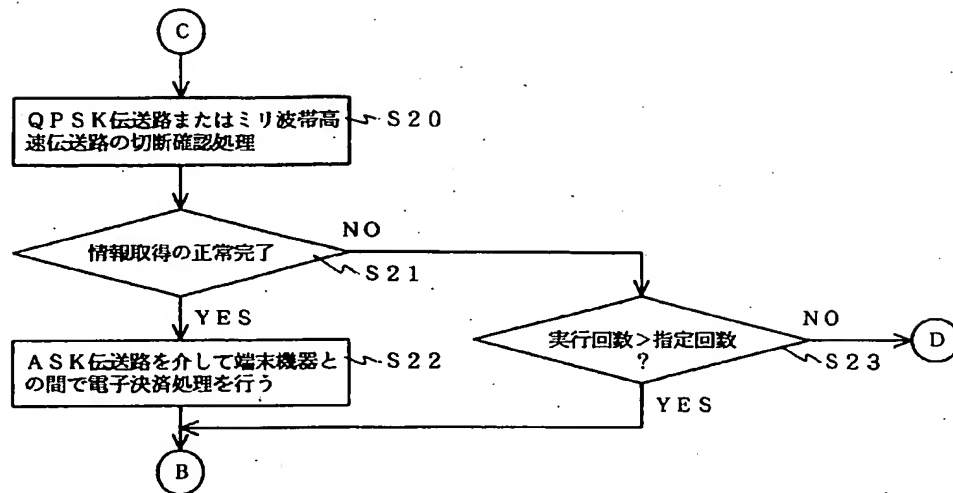 C
QPSK伝送路またはミリ波帯高
速伝送路の切断確認処理
S20
情報取得の正常完了
NO
S21
YES
ASK伝送路を介して端末機器と
の間で電子決済処理を行う
S22
実行回数>指定回数
?
NO
S23
D
YES
B